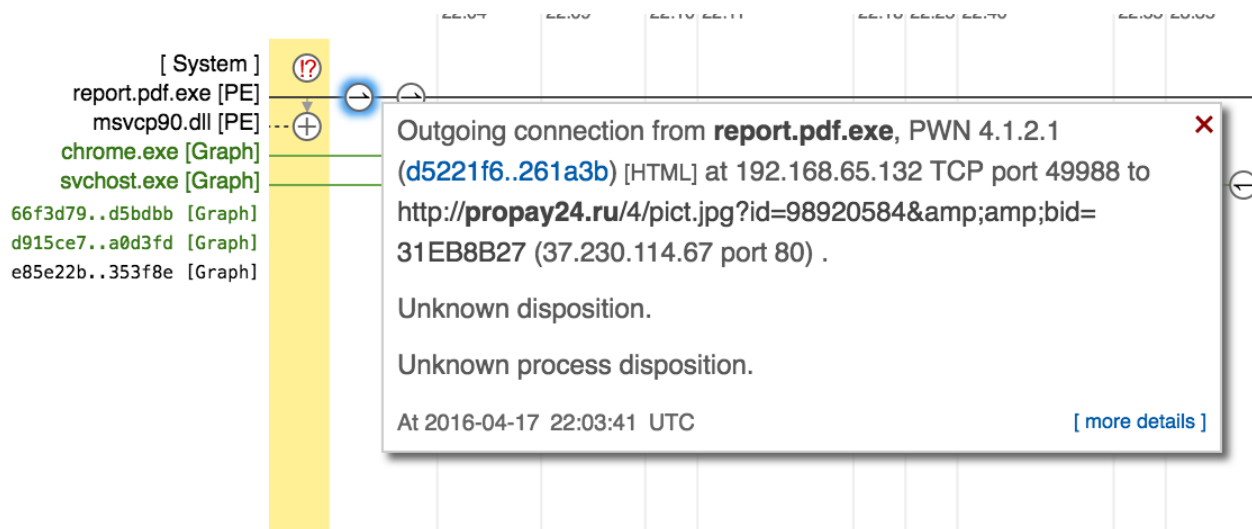 [ System ]
!?
report.pdf.exe [PE]
msvcp90.dll [PE]
chrome.exe [Graph]
svchost.exe [Graph]
66f3d79..d5bdbb [Graph]
d915ce7..a0d3fd [Graph]
e85e22b..353f8e [Graph]
Outgoing connection from report.pdf.exe, PWN 4.1.2.1
(d5221f6..261a3b) [HTML] at 192.168.65.132 TCP port 49988 to
http://propay24.ru/4/pict.jpg?id=98920584&amp;amp;bid=
31EB8B27 (37.230.114.67 port 80) .
Unknown disposition.
Unknown process disposition.
At 2016-04-17 22:03:41 UTC
[ more details ]